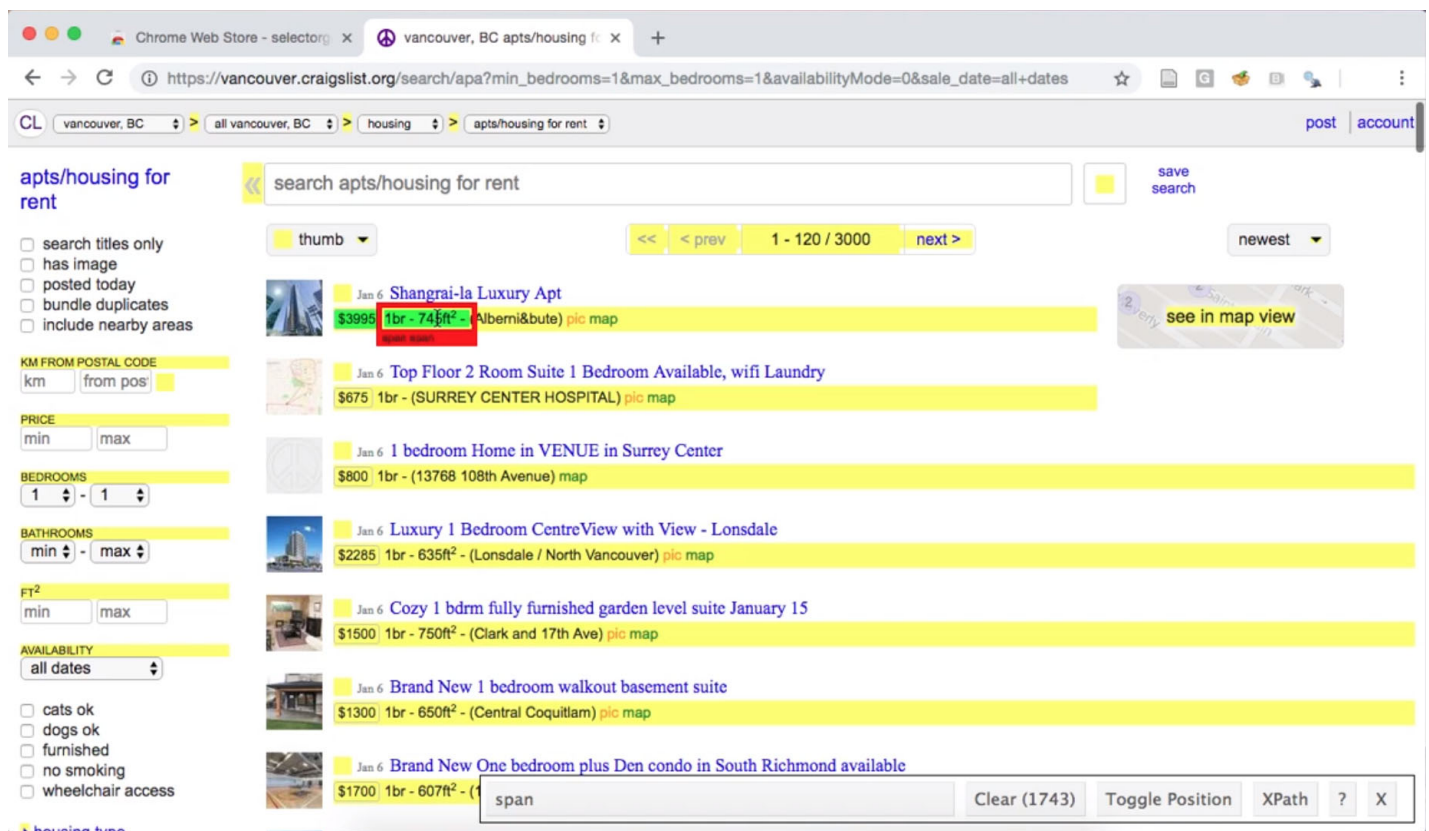 Chrome Web Store - selectorg ×
vancouver, BC apts/housing fo ×
https://vancouver.craigslist.org/search/apa?min_bedrooms=1&max_bedrooms=1&availabilityMode=0&sale_date=all+dates
CL vancouver, BC > all vancouver, BC > housing > apts/housing for rent
post account
apts/housing for
rent
search titles only
has image
posted today
bundle duplicates
include nearby areas
KM FROM POSTAL CODE
km from pos
PRICE
min max
BEDROOMS
1 - 1
BATHROOMS
min - max
FT2
min max
AVAILABILITY
all dates
cats ok
dogs ok
furnished
no smoking
wheelchair access
housing type
« search apts/housing for rent
save
search
thumb
<< < prev 1 - 120 / 3000 next >
newest
Jan 6 Shangrai-la Luxury Apt
$3995 1br - 745ft2 - (Alberni&bute) pic map
span span
see in map view
Jan 6 Top Floor 2 Room Suite 1 Bedroom Available, wifi Laundry
$675 1br - (SURREY CENTER HOSPITAL) pic map
Jan 6 1 bedroom Home in VENUE in Surrey Center
$800 1br - (13768 108th Avenue) map
Jan 6 Luxury 1 Bedroom CentreView with View - Lonsdale
$2285 1br - 635ft2 - (Lonsdale / North Vancouver) pic map
Jan 6 Cozy 1 bdrm fully furnished garden level suite January 15
$1500 1br - 750ft2 - (Clark and 17th Ave) pic map
Jan 6 Brand New 1 bedroom walkout basement suite
$1300 1br - 650ft2 - (Central Coquitlam) pic map
Jan 6 Brand New One bedroom plus Den condo in South Richmond available
$1700 1br - 607ft2 - (1
span Clear (1743) Toggle Position XPath ? X